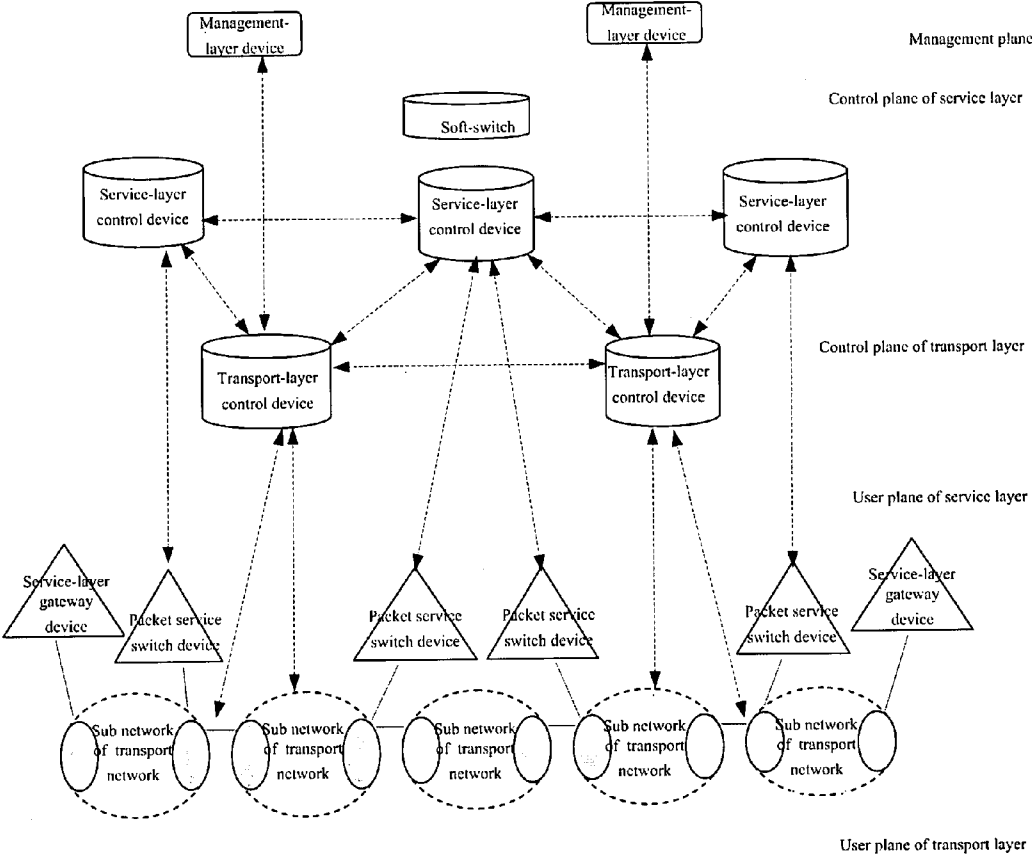 Management-
layer device
Management-
layer device
Management plane
Control plane of service layer
Soft-switch
Service-layer
control device
Service-layer
control device
Service-layer
control device
Control plane of transport layer
Transport-layer
control device
Transport-layer
control device
User plane of service layer
Service-layer
gateway
device
Packet service
switch device
Packet service
switch device
Packet service
switch device
Packet service
switch device
Service-layer
gateway
device
Sub network
of transport
network
Sub network
of transport
network
Sub network
of transport
network
Sub network
of transport
network
Sub network
of transport
network
User plane of transport layer